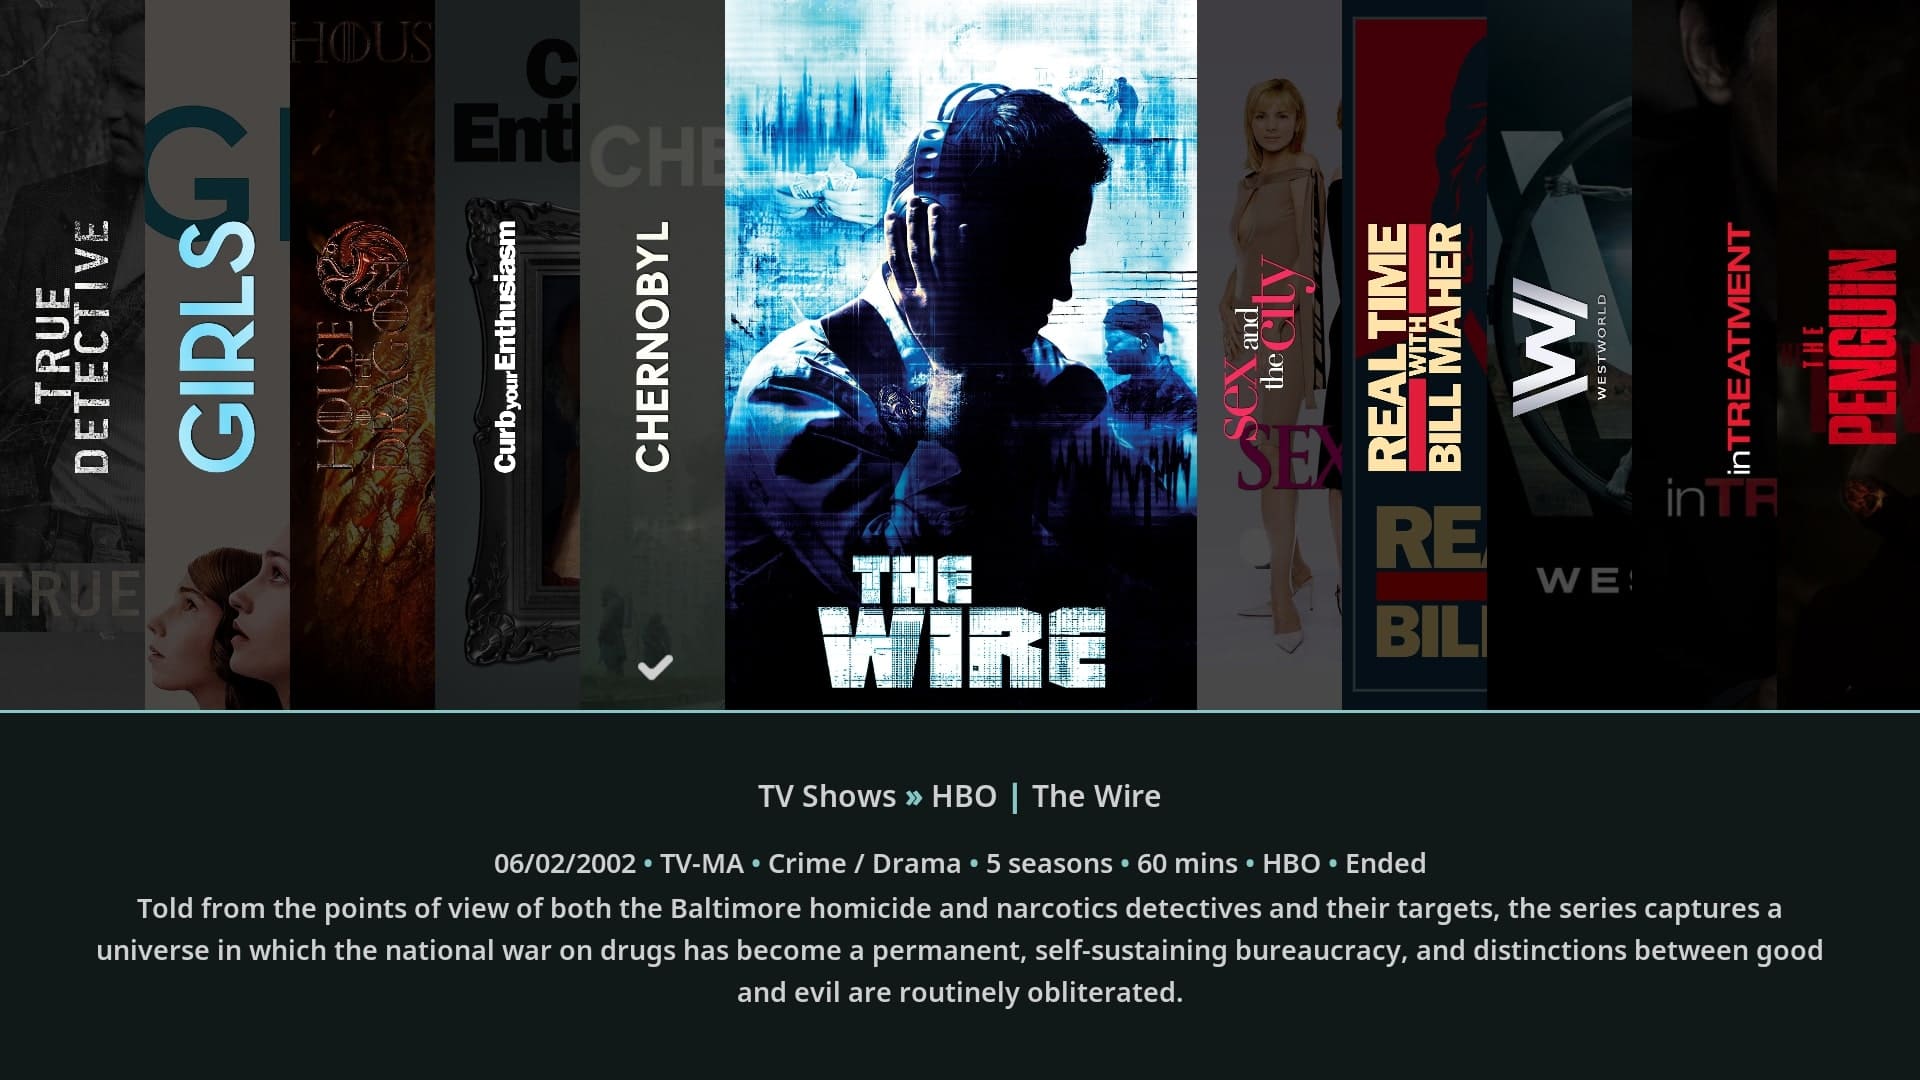 TRUE
DETECTIVE
TRUE
G
GIRLS
HOUS
HOUSE
OF THE
DRAGON
C
Ent
Curb your Enthusiasm
CHE
CHERNOBYL
THE
WIRE
sex and
the city
SEX
REAL TIME
WITH
BILL MAHER
REA
BILL
W
WESTWORLD
WES
inTREATMENT
inTR
THE
PENGUIN
TV Shows » HBO | The Wire
06/02/2002 • TV-MA • Crime / Drama • 5 seasons • 60 mins • HBO • Ended
Told from the points of view of both the Baltimore homicide and narcotics detectives and their targets, the series captures a
universe in which the national war on drugs has become a permanent, self-sustaining bureaucracy, and distinctions between good
and evil are routinely obliterated.